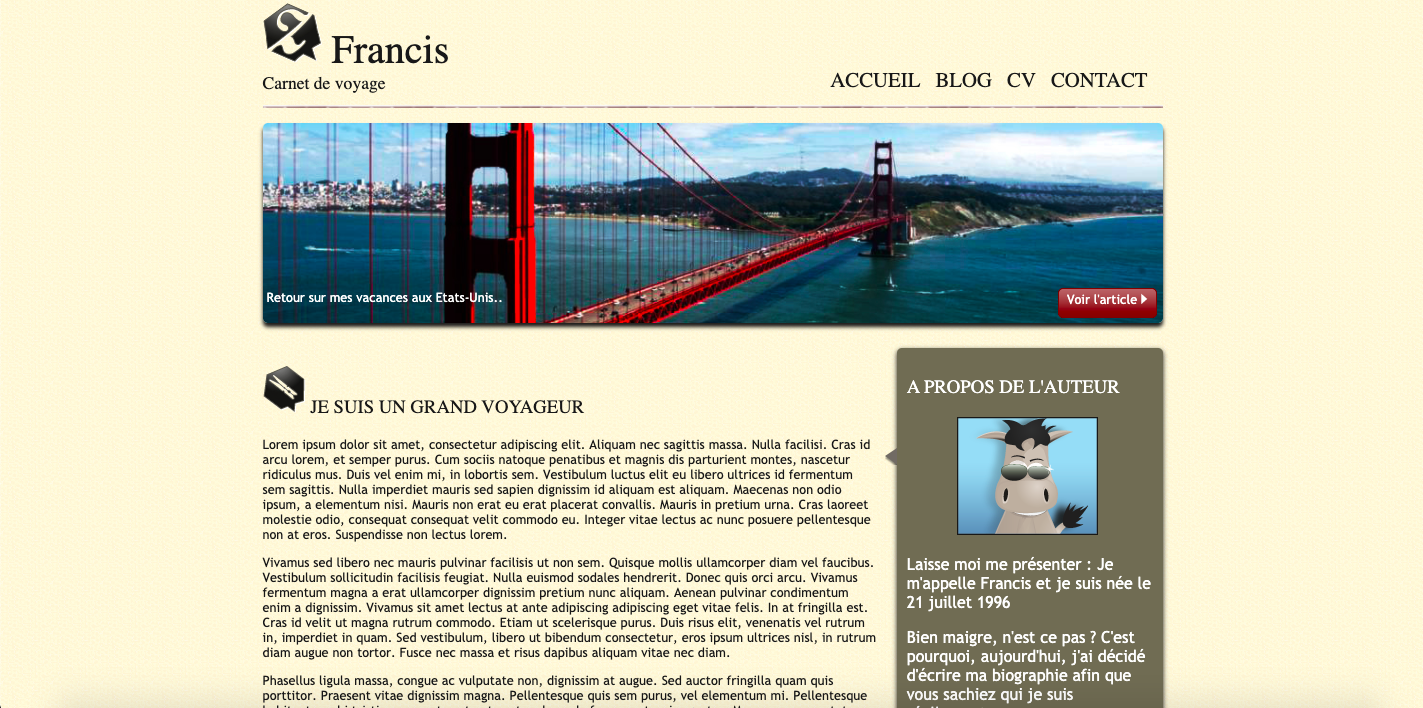 Francis
Carnet de voyage
ACCUEIL BLOG CV CONTACT
Retour sur mes vacances aux Etats-Unis..
Voir l'article
JE SUIS UN GRAND VOYAGEUR
Lorem ipsum dolor sit amet, consectetur adipiscing elit. Aliquam nec sagittis massa. Nulla facilisi. Cras id
arcu lorem, et semper purus. Cum sociis natoque penatibus et magnis dis parturient montes, nascetur
ridiculus mus. Duis vel enim mi, in lobortis sem. Vestibulum luctus elit eu libero ultrices id fermentum
sem sagittis. Nulla imperdiet mauris sed sapien dignissim id aliquam est aliquam. Maecenas non odio
ipsum, a elementum nisi. Mauris non erat eu erat placerat convallis. Mauris in pretium urna. Cras laoreet
molestie odio, consequat consequat velit commodo eu. Integer vitae lectus ac nunc posuere pellentesque
non at eros. Suspendisse non lectus lorem.
Vivamus sed libero nec mauris pulvinar facilisis ut non sem. Quisque mollis ullamcorper diam vel faucibus.
Vestibulum sollicitudin facilisis feugiat. Nulla euismod sodales hendrerit. Donec quis orci arcu. Vivamus
fermentum magna a erat ullamcorper dignissim pretium nunc aliquam. Aenean pulvinar condimentum
enim a dignissim. Vivamus sit amet lectus at ante adipiscing adipiscing eget vitae felis. In at fringilla est.
Cras id velit ut magna rutrum commodo. Etiam ut scelerisque purus. Duis risus elit, venenatis vel rutrum
in, imperdiet in quam. Sed vestibulum, libero ut bibendum consectetur, eros ipsum ultrices nisl, in rutrum
diam augue non tortor. Fusce nec massa et risus dapibus aliquam vitae nec diam.
Phasellus ligula massa, congue ac vulputate non, dignissim at augue. Sed auctor fringilla quam quis
porttitor. Praesent vitae dignissim magna. Pellentesque quis sem purus, vel elementum mi. Pellentesque
A PROPOS DE L'AUTEUR
Laisse moi me présenter : Je
m'appelle Francis et je suis née le
21 juillet 1996
Bien maigre, n'est ce pas ? C'est
pourquoi, aujourd'hui, j'ai décidé
d'écrire ma biographie afin que
vous sachiez qui je suis